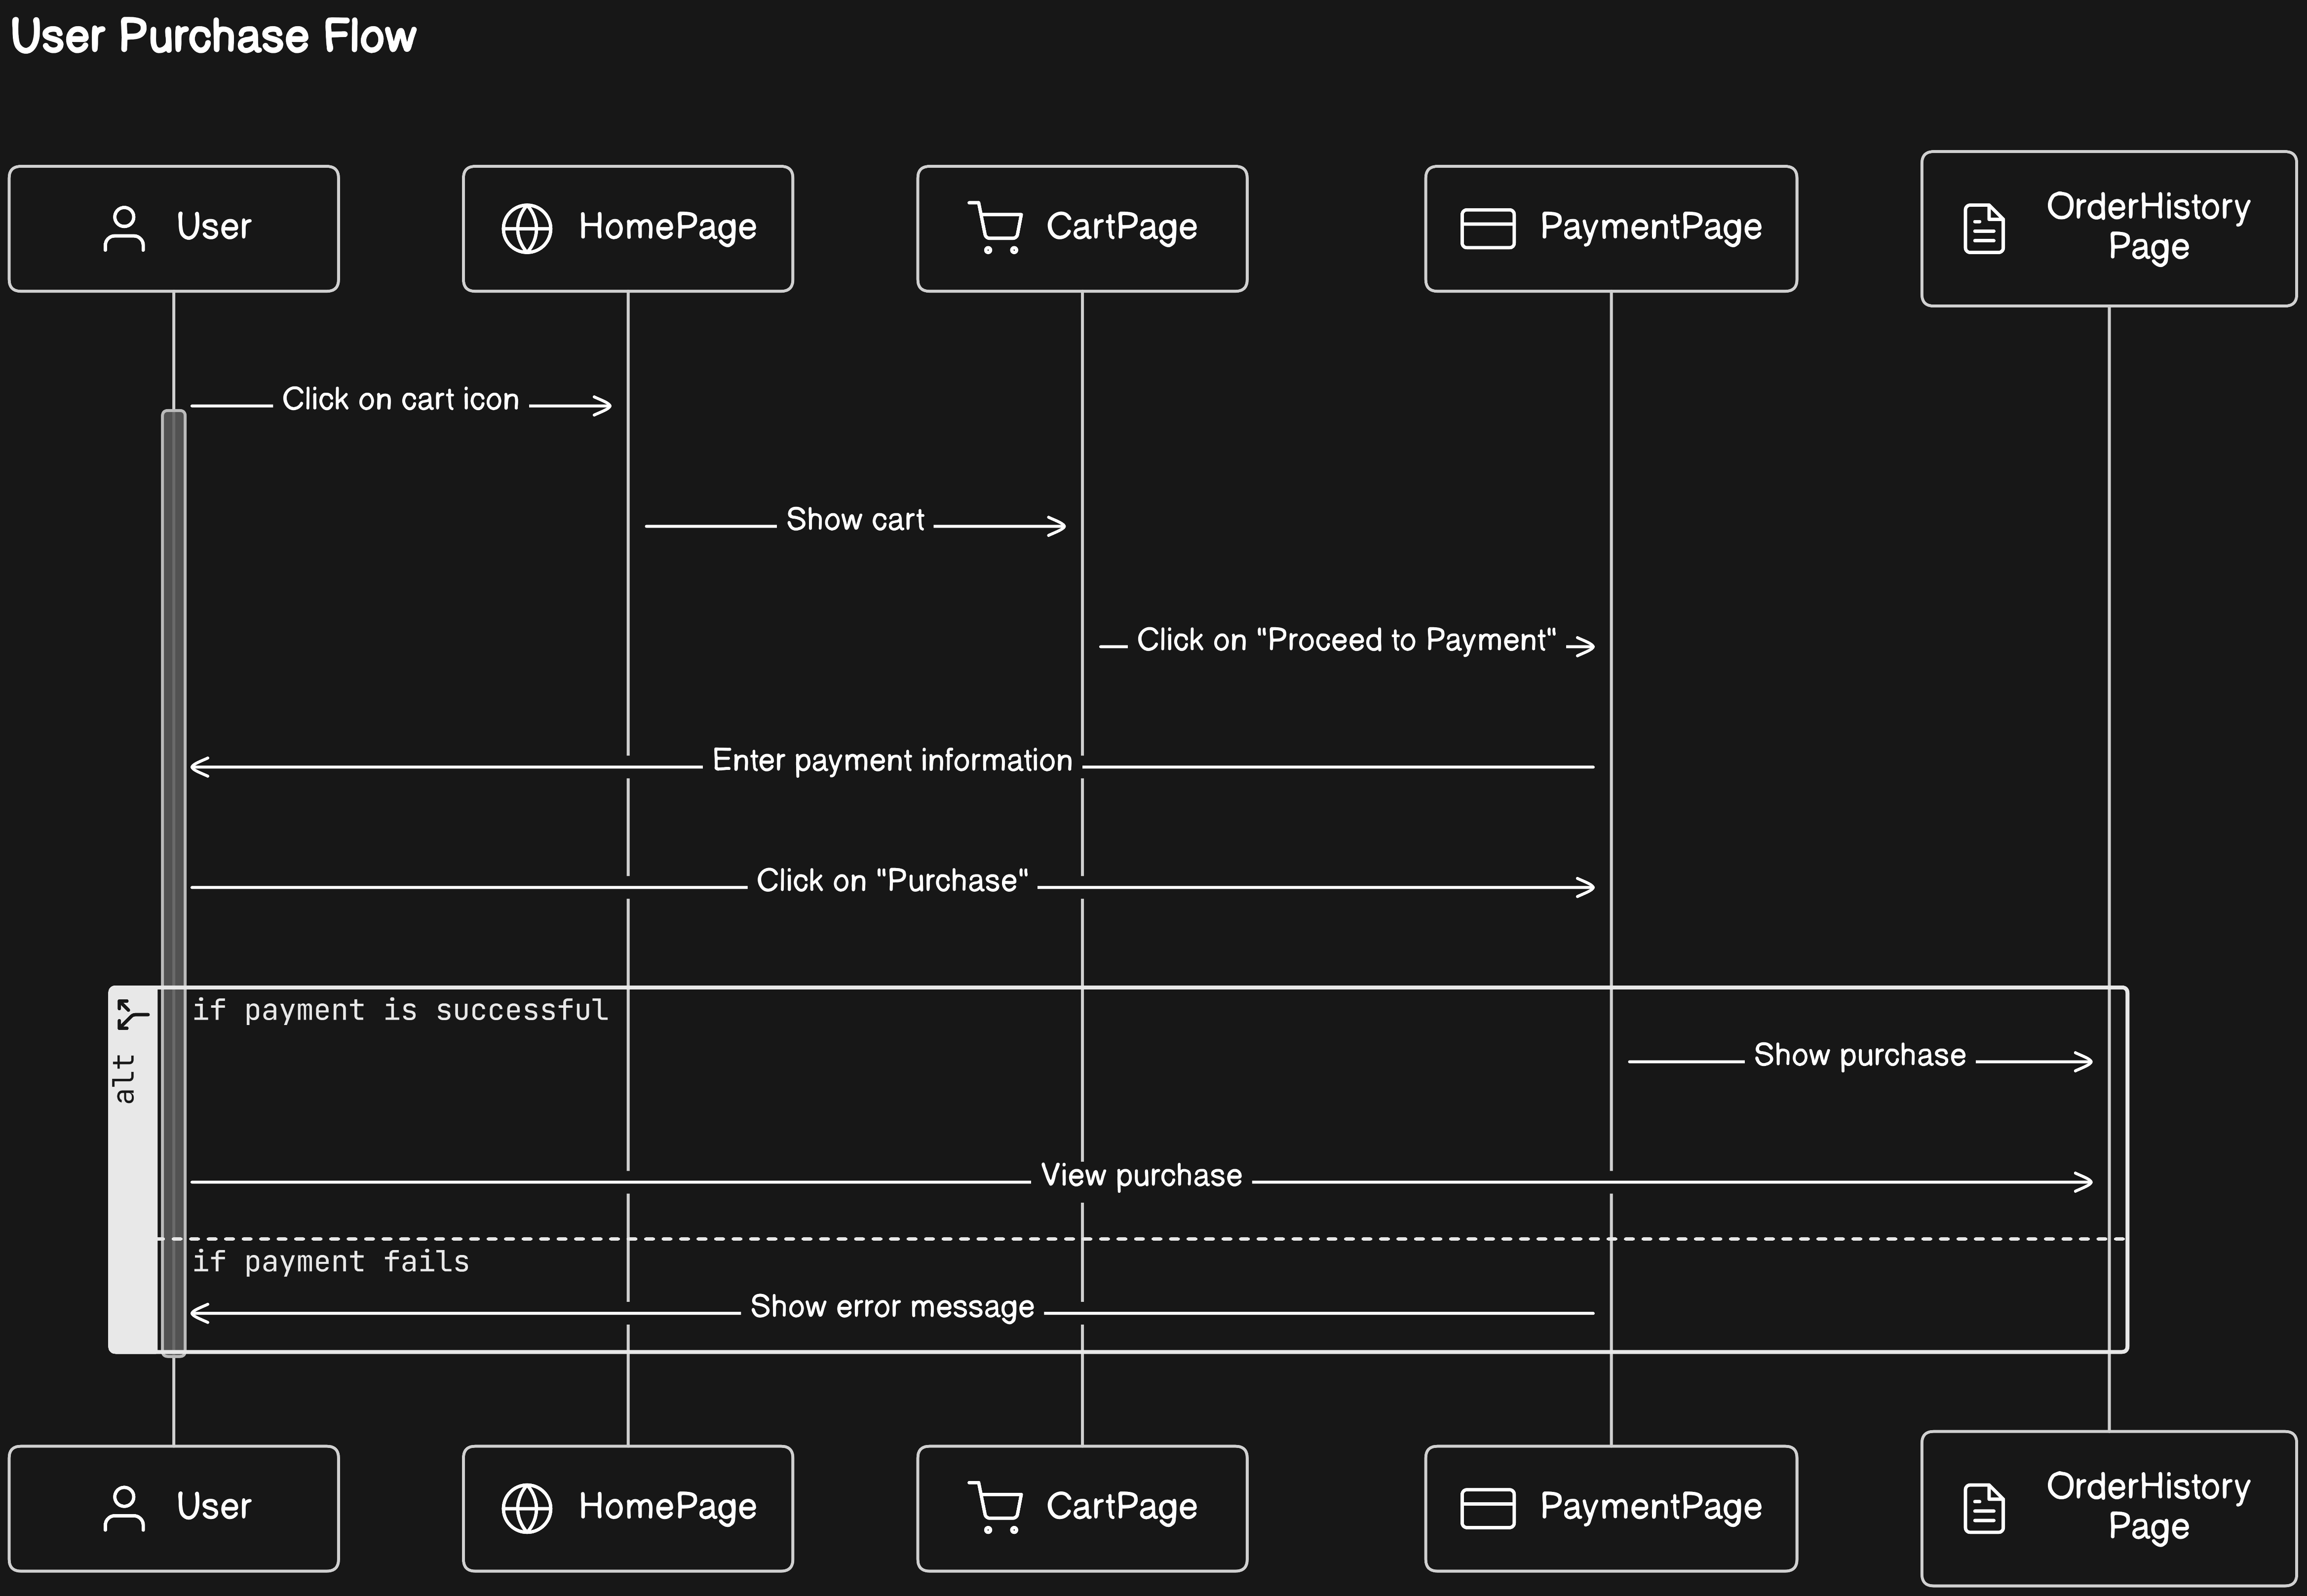 User Purchase Flow
User
HomePage
CartPage
PaymentPage
OrderHistory
Page
Click on cart icon
Show cart
Click on "Proceed to Payment"
Enter payment information
Click on "Purchase"
alt
if payment is successful
Show purchase
View purchase
if payment fails
Show error message
User
HomePage
CartPage
PaymentPage
OrderHistory
Page